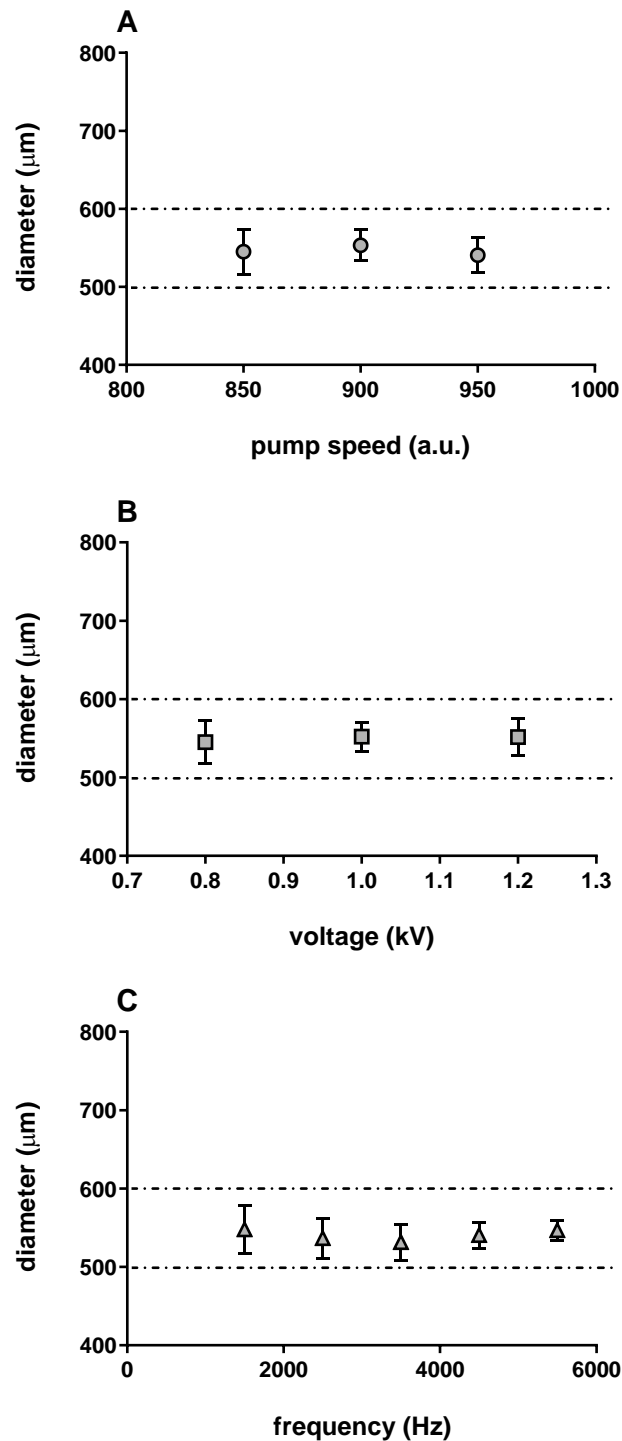 A
800
700
600
500
400
diameter (μm)
800 850 900 950 1000
pump speed (a.u.)
B
800
700
600
500
400
diameter (μm)
0.7 0.8 0.9 1.0 1.1 1.2 1.3
voltage (kV)
C
800
700
600
500
400
diameter (μm)
0 2000 4000 6000
frequency (Hz)